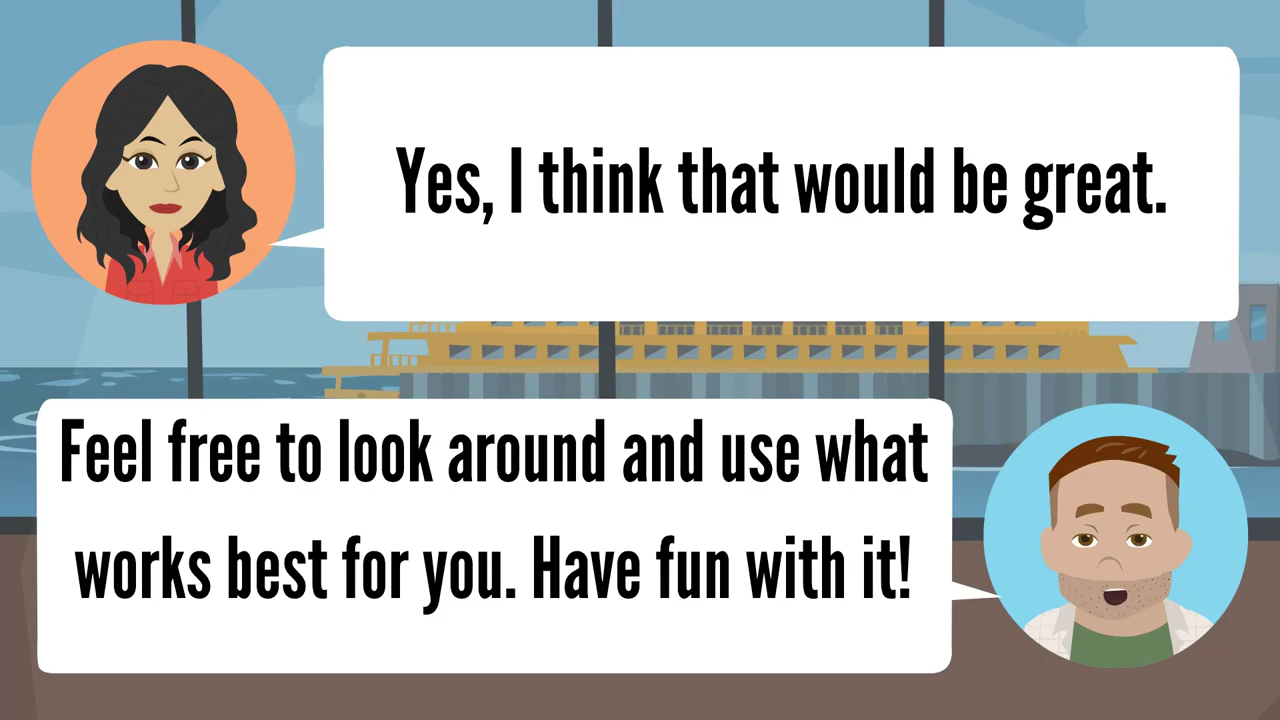 Yes, I think that would be great.
Feel free to look around and use what
works best for you. Have fun with it!